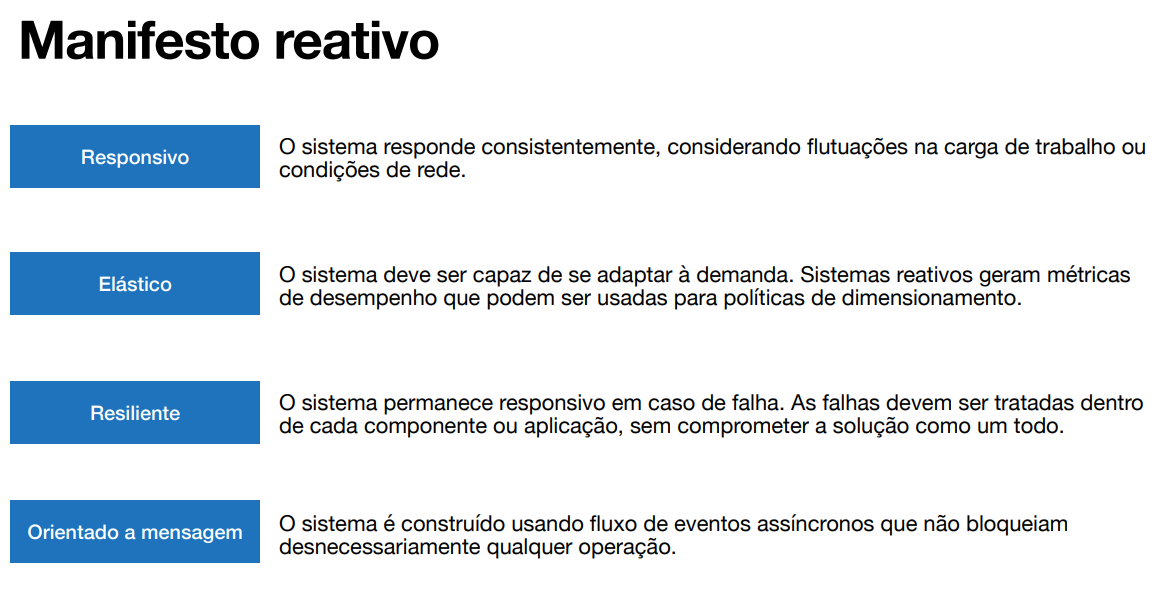 Manifesto reativo
Responsivo
O sistema responde consistentemente, considerando flutuações na carga de trabalho ou
condições de rede.
Elástico
O sistema deve ser capaz de se adaptar à demanda. Sistemas reativos geram métricas
de desempenho que podem ser usadas para políticas de dimensionamento.
Resiliente
O sistema permanece responsivo em caso de falha. As falhas devem ser tratadas dentro
de cada componente ou aplicação, sem comprometer a solução como um todo.
Orientado a mensagem
O sistema é construído usando fluxo de eventos assíncronos que não bloqueiam
desnecessariamente qualquer operação.